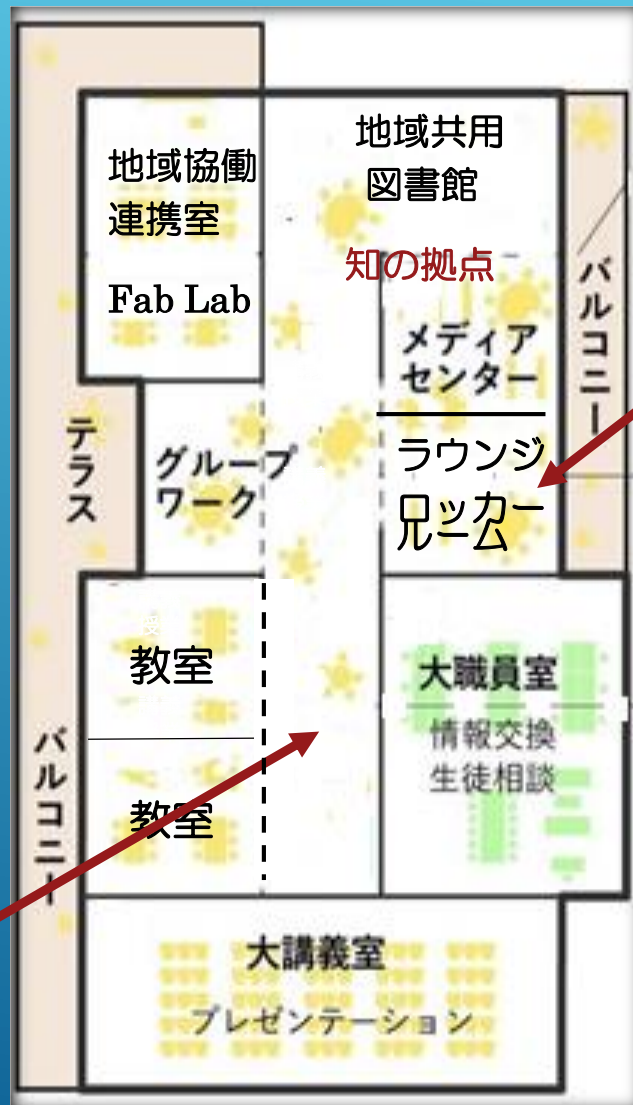 地域協働
連携室
Fab Lab
地域共用
図書館
知の拠点
メディア
センター
バルコニー
ラウンジ
ロッカー
ルーム
テラス
グループ
ワーク
教室
教室
大職員室
情報交換
生徒相談
バルコニー
大講義室
プレゼンテーション